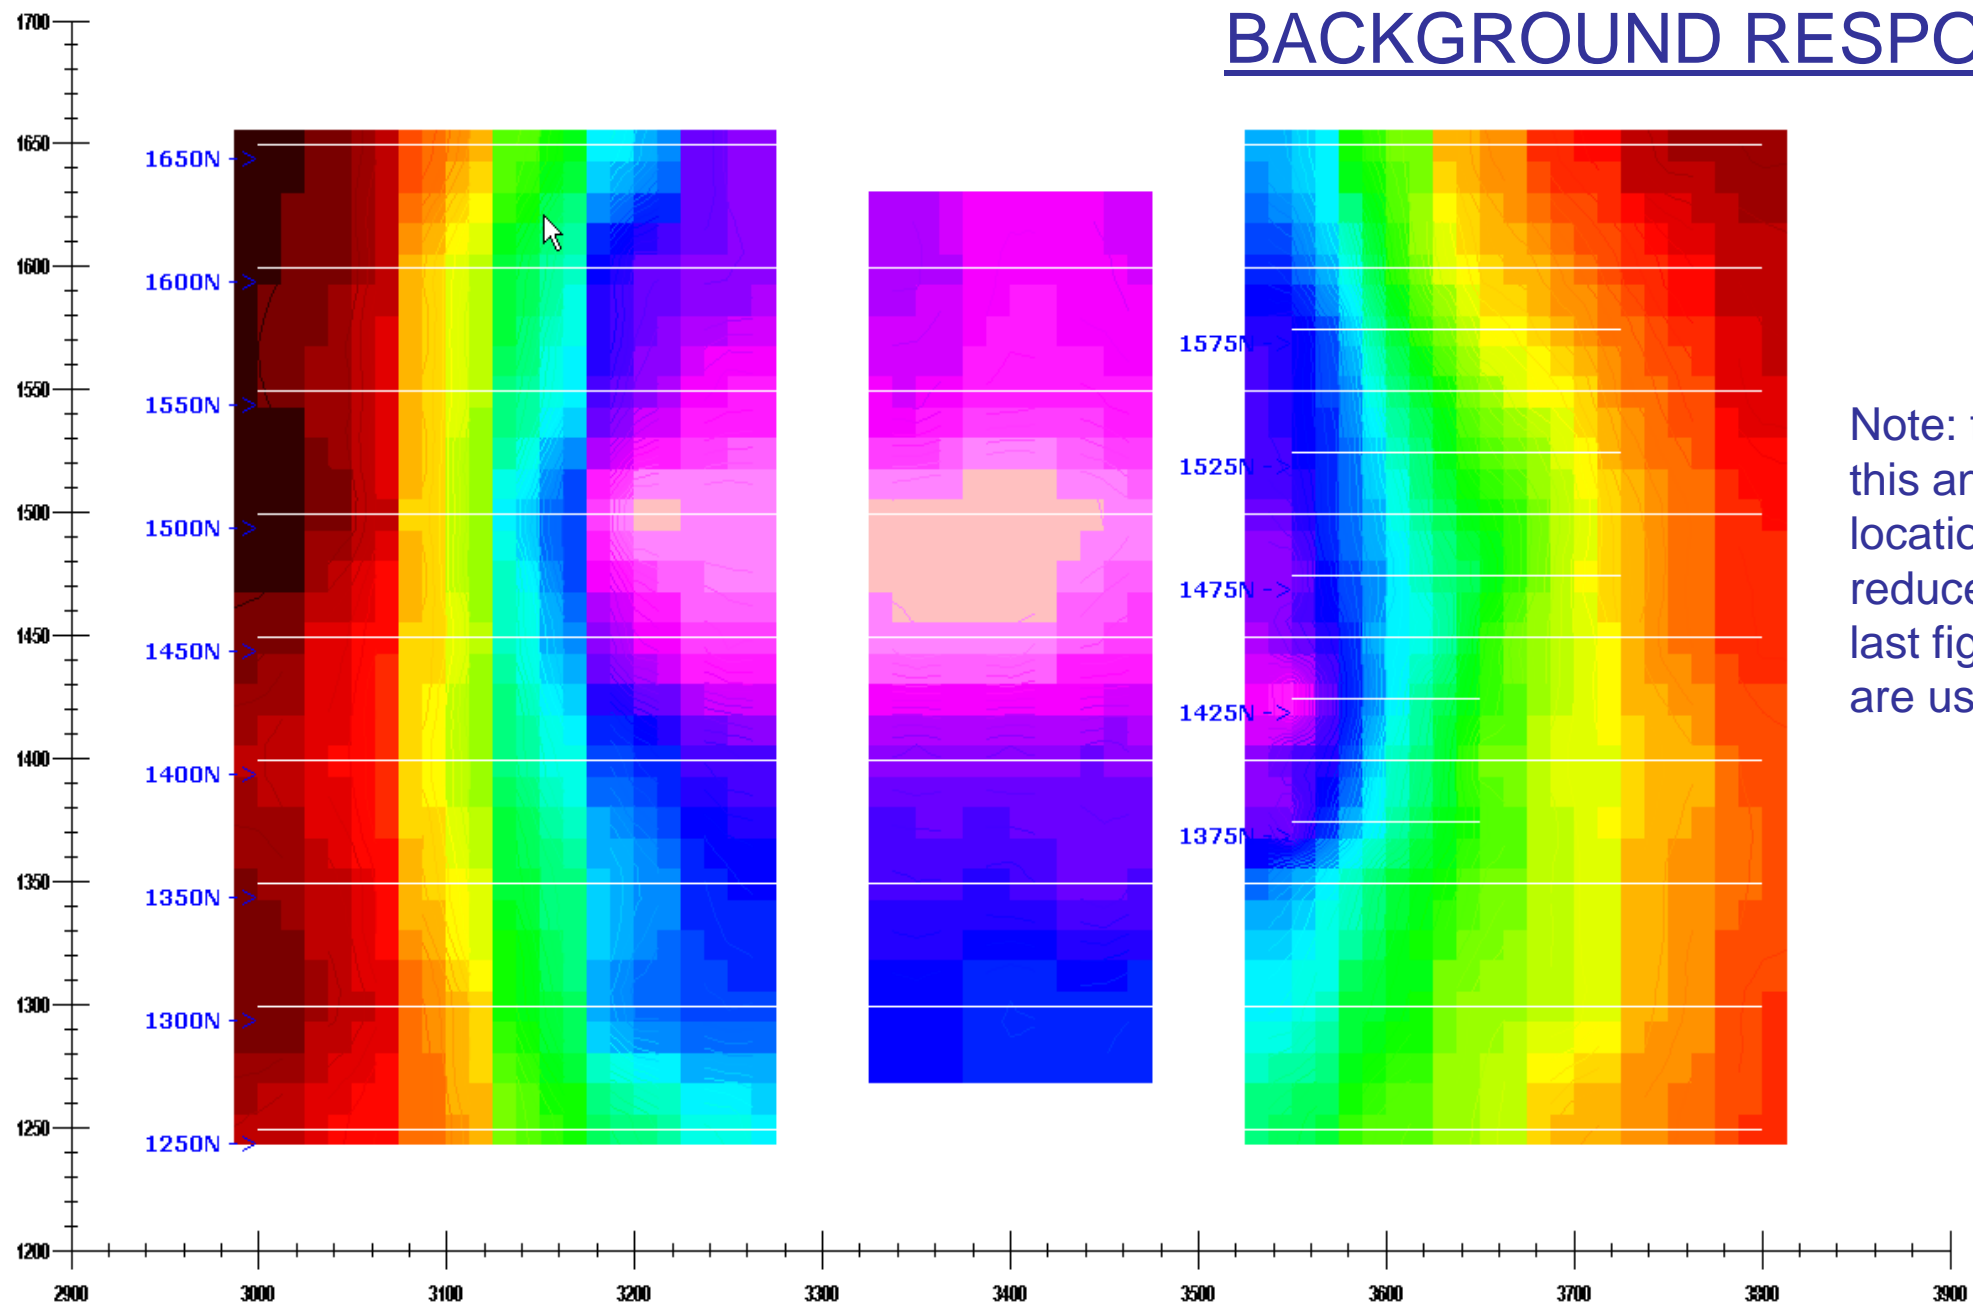 BACKGROUND RESPO
1700
1650
1600
1550
1500
1450
1400
1350
1300
1250
1200
1650N ->
1600N ->
1550N ->
1500N ->
1450N ->
1400N ->
1350N ->
1300N ->
1250N ->
1575N ->
1525N ->
1475N ->
1425N ->
1375N ->
Note:
this
locatio
reduce
last fig
are us
2900 3000 3100 3200 3300 3400 3500 3600 3700 3800 3900